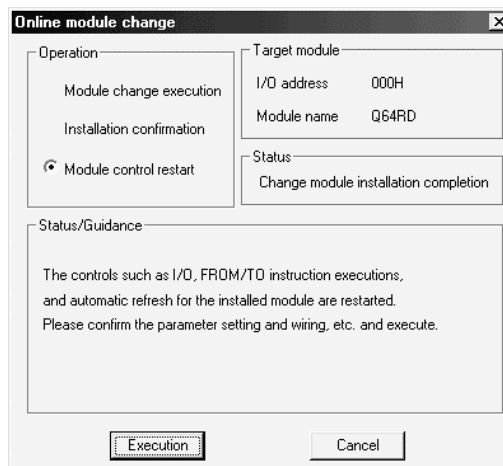 Online module change
Operation
Module change execution
Installation confirmation
Module control restart
Target module
I/O address 000H
Module name Q64RD
Status
Change module installation completion
Status/Guidance
The controls such as I/O, FROM/TO instruction executions,
and automatic refresh for the installed module are restarted.
Please confirm the parameter setting and wiring, etc. and execute.
Execution
Cancel